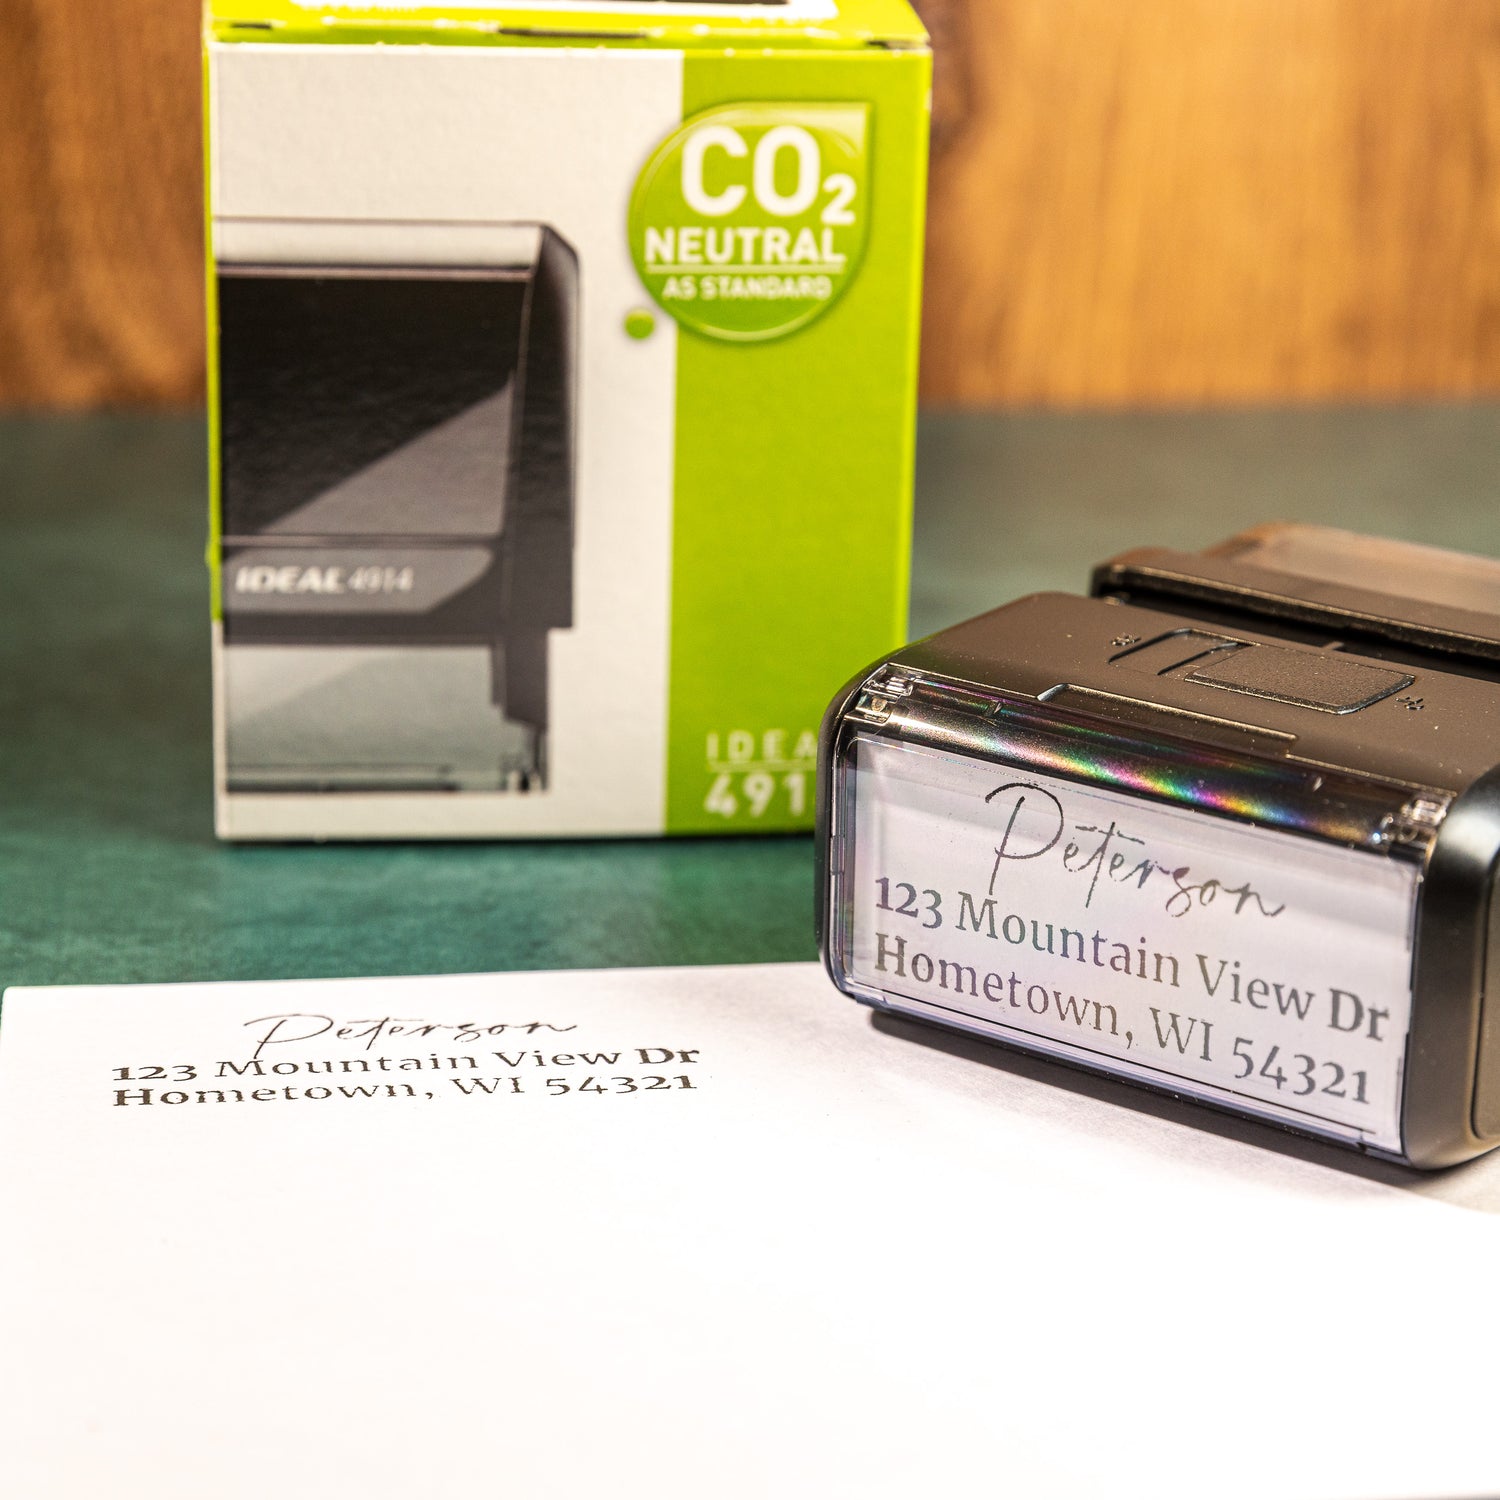 CO₂
NEUTRAL
AS STANDARD
IDEAL 4914
IDEA
491
Peterson
123 Mountain View Dr
Hometown, WI 54321
Peterson
123 Mountain View Dr
Hometown, WI 54321